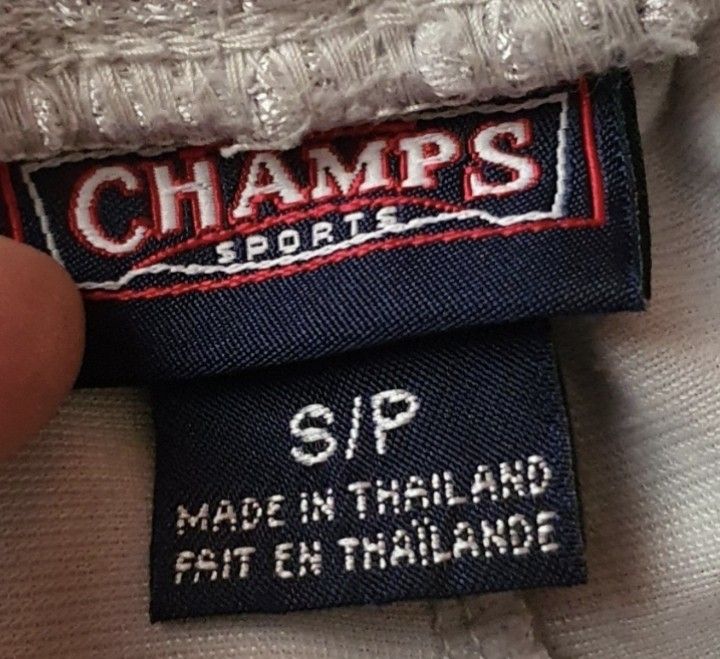 CHAMPS
SPORTS
S/P
MADE IN THAILAND
FAIT EN THAÏLANDE